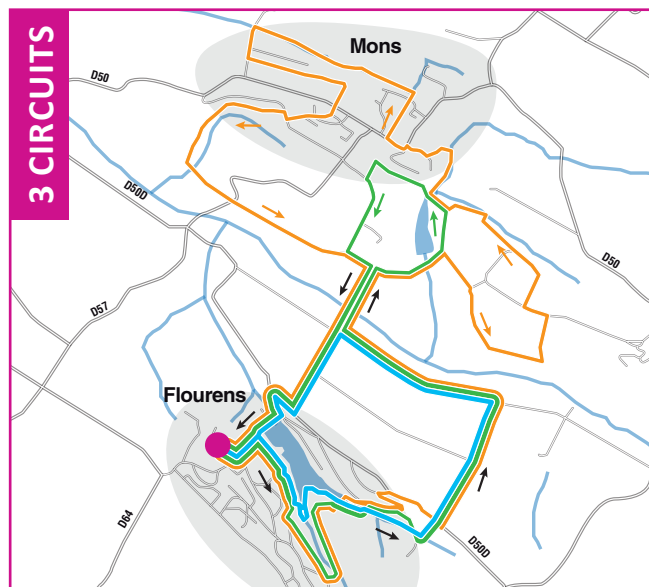 3 CIRCUITS
Mons
D50
D50D
D50
D57
Flourens
D64
D50D